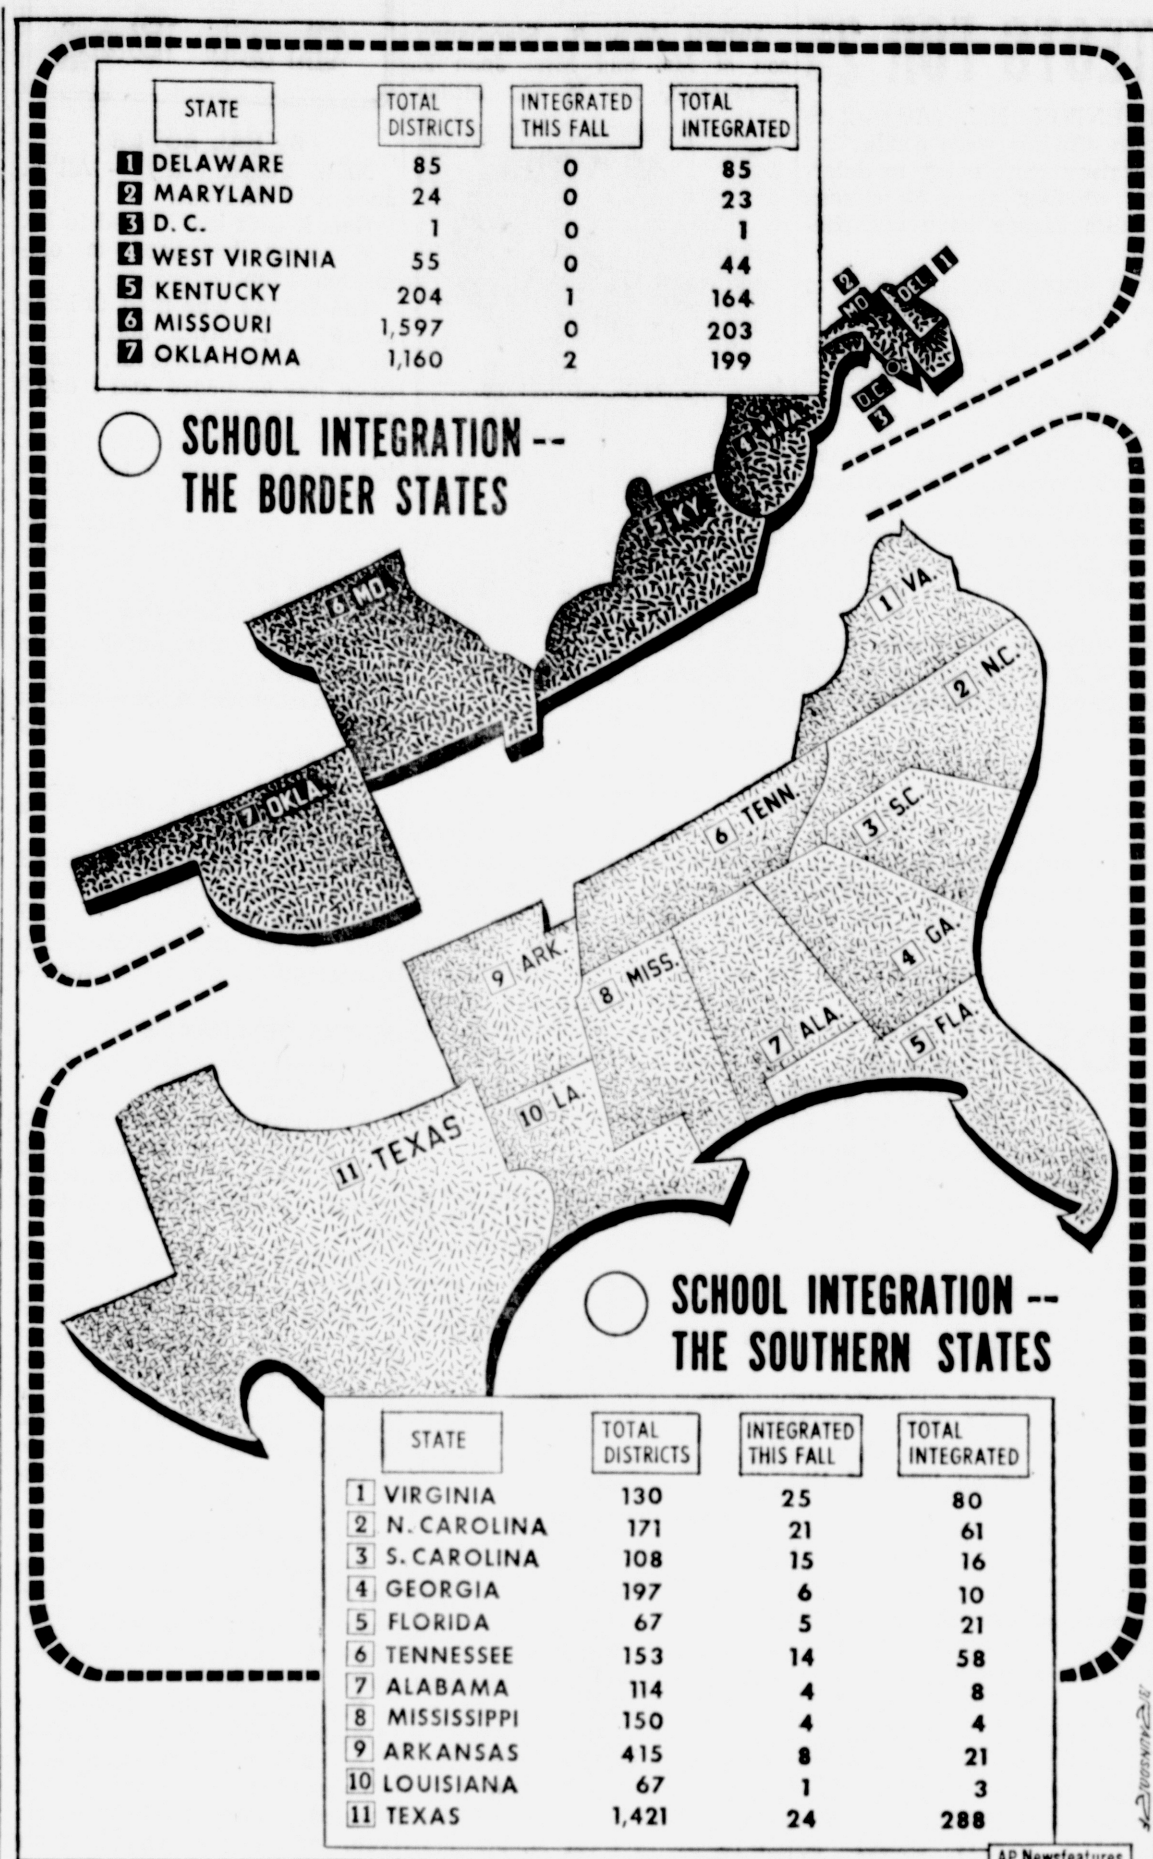 STATE TOTAL DISTRICTS INTEGRATED THIS FALL TOTAL INTEGRATED
1 DELAWARE 85 0 85
2 MARYLAND 24 0 23
3 D.C. 1 0 1
4 WEST VIRGINIA 55 0 44
5 KENTUCKY 204 1 164
6 MISSOURI 1,597 0 203
7 OKLAHOMA 1,160 2 199
2 MD
DEL 1
D.C. 3
4 W.VA.
SCHOOL INTEGRATION --
THE BORDER STATES
5 KY.
6 MO.
7 OKLA.
1 VA.
2 N.C.
3 S.C.
6 TENN.
4 GA.
9 ARK.
8 MISS.
7 ALA.
5 FLA.
10 LA
11 TEXAS
SCHOOL INTEGRATION --
THE SOUTHERN STATES
STATE TOTAL DISTRICTS INTEGRATED THIS FALL TOTAL INTEGRATED
1 VIRGINIA 130 25 80
2 N. CAROLINA 171 21 61
3 S. CAROLINA 108 15 16
4 GEORGIA 197 6 10
5 FLORIDA 67 5 21
6 TENNESSEE 153 14 58
7 ALABAMA 114 4 8
8 MISSISSIPPI 150 4 4
9 ARKANSAS 415 8 21
10 LOUISIANA 67 1 3
11 TEXAS 1,421 24 288
AP Newsfeatures